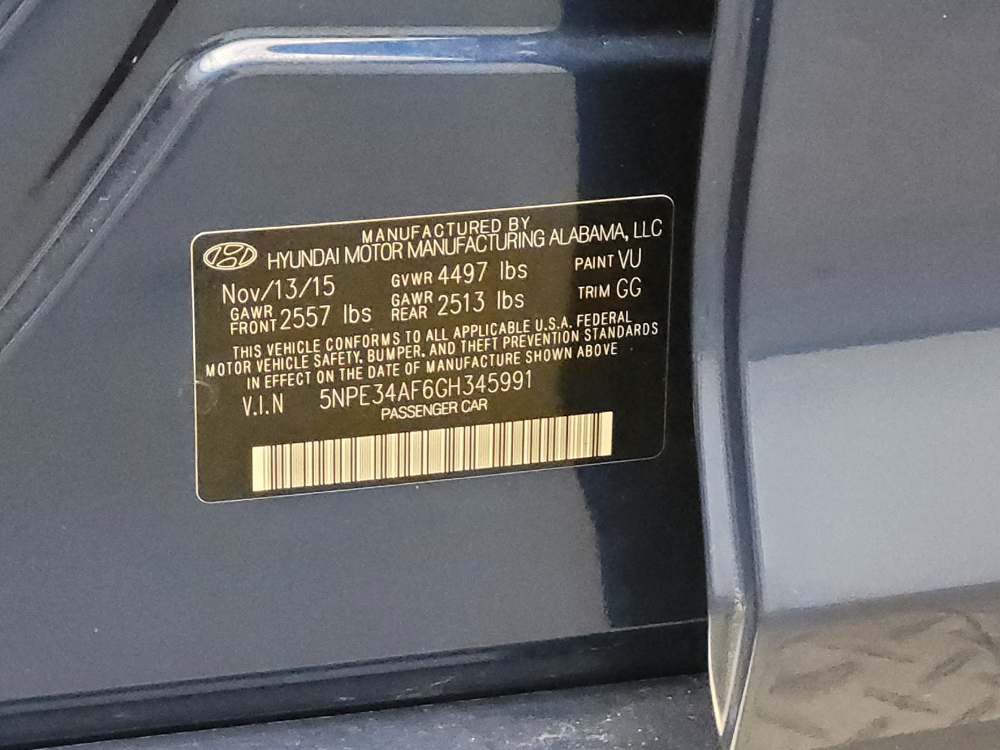 MANUFACTURED BY
HYUNDAI MOTOR MANUFACTURING ALABAMA, LLC
Nov/13/15 GVWR 4497 lbs PAINT VU
GAWR FRONT 2557 lbs GAWR REAR 2513 lbs TRIM GG
THIS VEHICLE CONFORMS TO ALL APPLICABLE U.S.A. FEDERAL
MOTOR VEHICLE SAFETY, BUMPER, AND THEFT PREVENTION STANDARDS
IN EFFECT ON THE DATE OF MANUFACTURE SHOWN ABOVE
V.I.N 5NPE34AF6GH345991
PASSENGER CAR